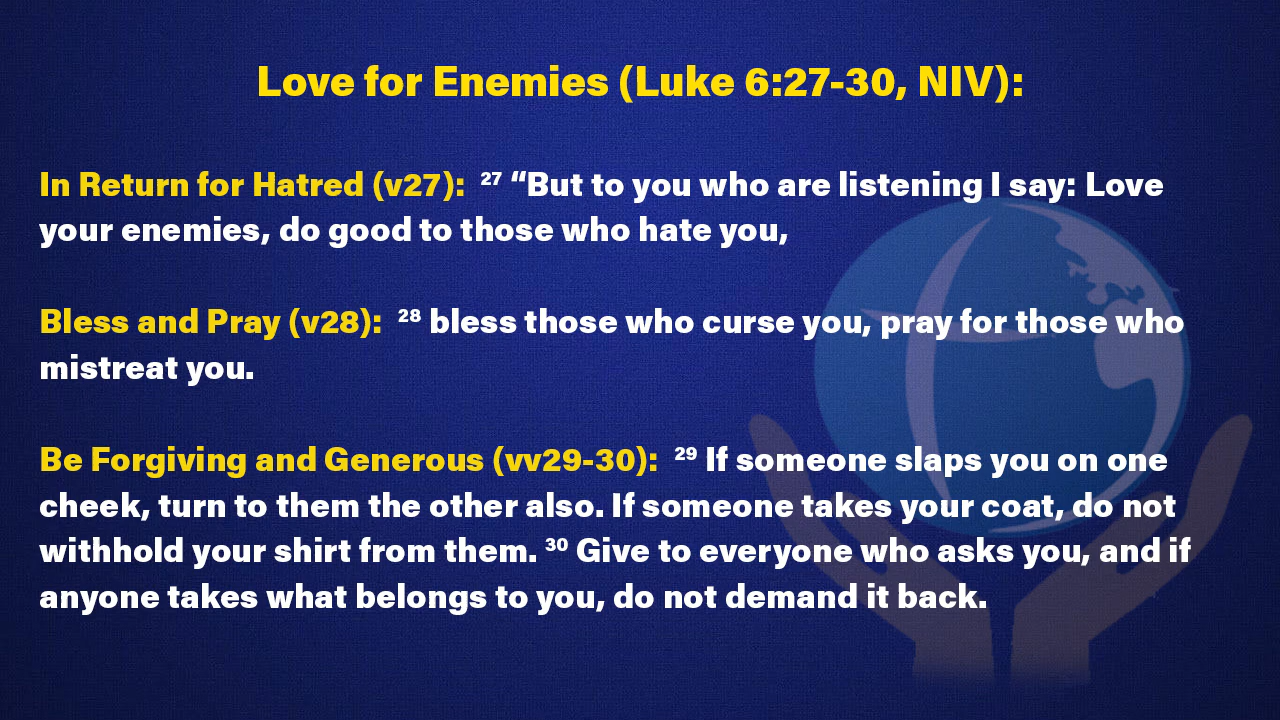 Love for Enemies (Luke 6:27-30, NIV):
In Return for Hatred (v27): ²⁷ “But to you who are listening I say: Love
your enemies, do good to those who hate you,
Bless and Pray (v28): ²⁸ bless those who curse you, pray for those who
mistreat you.
Be Forgiving and Generous (vv29-30): ²⁹ If someone slaps you on one
cheek, turn to them the other also. If someone takes your coat, do not
withhold your shirt from them. ³⁰ Give to everyone who asks you, and if
anyone takes what belongs to you, do not demand it back.